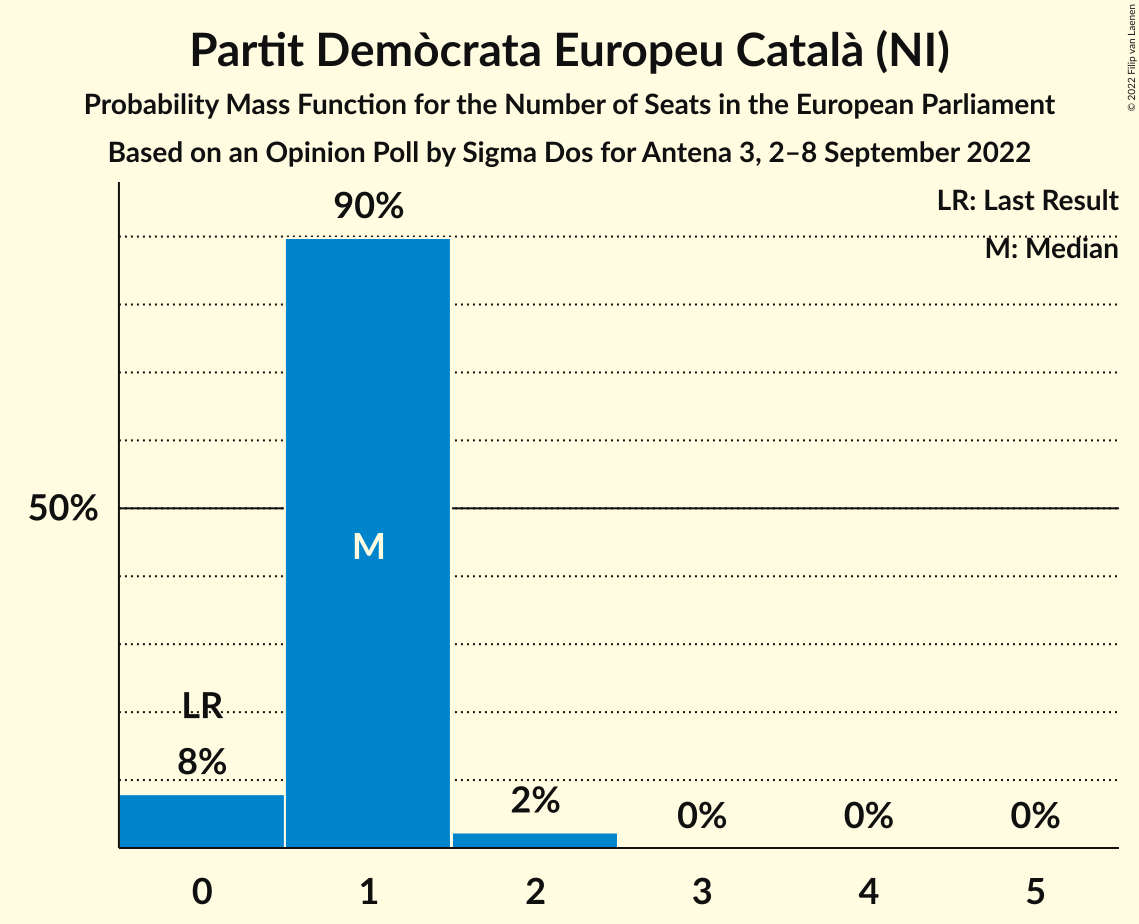 Partit Demòcrata Europeu Català (NI)
Probability Mass Function for the Number of Seats in the European Parliament
Based on an Opinion Poll by Sigma Dos for Antena 3, 2–8 September 2022
© 2022 Filip van Laenen
LR: Last Result
M: Median
90%
50%
M
LR
8%
2%
0%
0%
0%
0
1
2
3
4
5